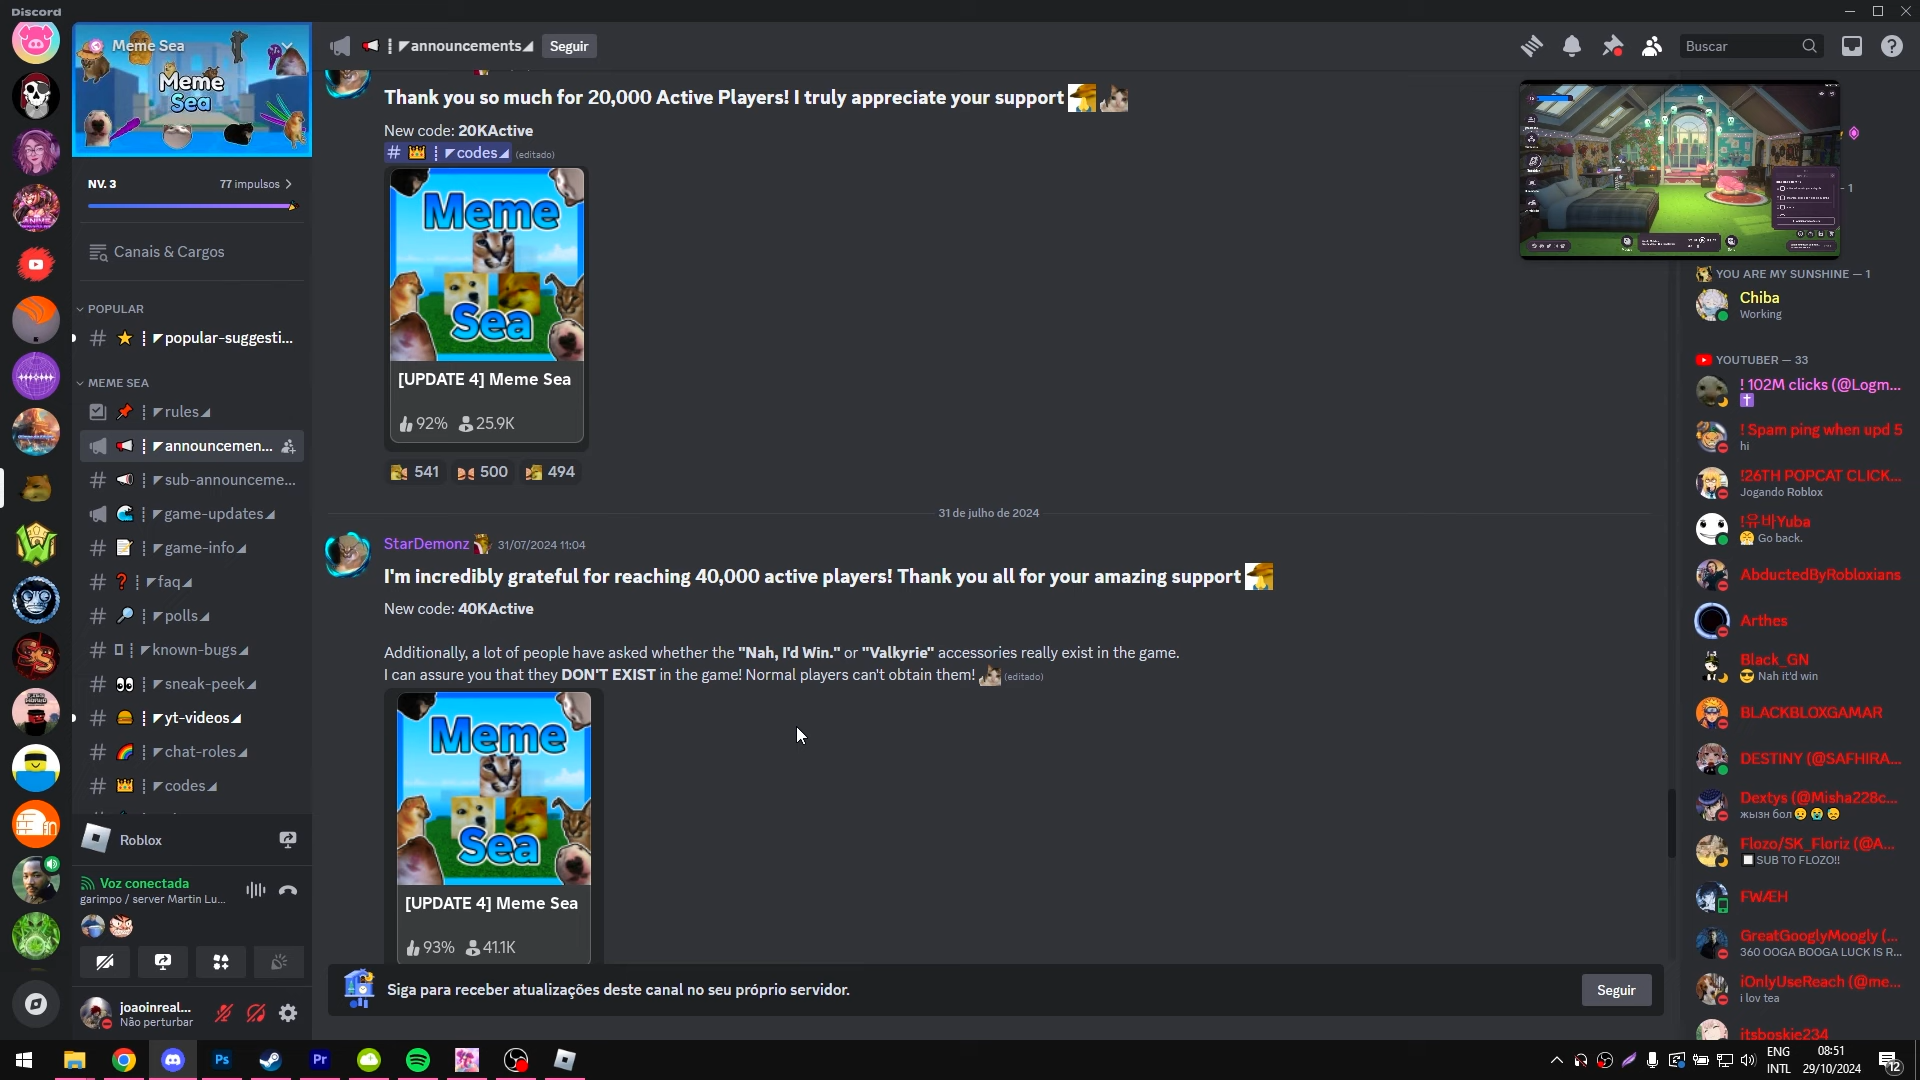 Discord
Meme Sea
Meme
Sea
NV. 3
77 impulsos
Canais & Cargos
POPULAR
popular-suggesti...
MEME SEA
rules
announcemen...
sub-announceme...
game-updates
game-info
faq
polls
known-bugs
sneak-peek
yt-videos
chat-roles
codes
Roblox
Voz conectada
garimpo / server Martin Lu...
joaoinreal...
Não perturbar
announcements
Seguir
Buscar
Thank you so much for 20,000 Active Players! I truly appreciate your support
New code: 20KActive
# codes (editado)
Meme
Sea
[UPDATE 4] Meme Sea
92% 25.9K
541 500 494
31 de julho de 2024
StarDemonz 31/07/2024 11:04
I'm incredibly grateful for reaching 40,000 active players! Thank you all for your amazing support
New code: 40KActive
Additionally, a lot of people have asked whether the "Nah, I'd Win." or "Valkyrie" accessories really exist in the game.
I can assure you that they DON'T EXIST in the game! Normal players can't obtain them! (editado)
Meme
Sea
[UPDATE 4] Meme Sea
93% 41.1K
Siga para receber atualizações deste canal no seu próprio servidor.
Seguir
YOU ARE MY SUNSHINE — 1
Chiba
Working
YOUTUBER — 33
! 102M clicks (@Logm...
! Spam ping when upd 5
hi
!26TH POPCAT CLICK...
Jogando Roblox
!유바Yuba
Go back.
AbductedByRobloxians
Arthes
Black_GN
Nah it'd win
BLACKBLOXGAMAR
DESTINY (@SAFHIRA...
Dextys (@Misha228c...
жызн бол
Flozo/SK_Floriz (@A...
SUB TO FLOZO!!
FWÆH
GreatGooglyMoogly (...
360 OOGA BOOGA LUCK IS R...
iOnlyUseReach (@me...
i lov tea
itsboskie234
Ps
Pr
ENG
INTL
08:51
29/10/2024
12